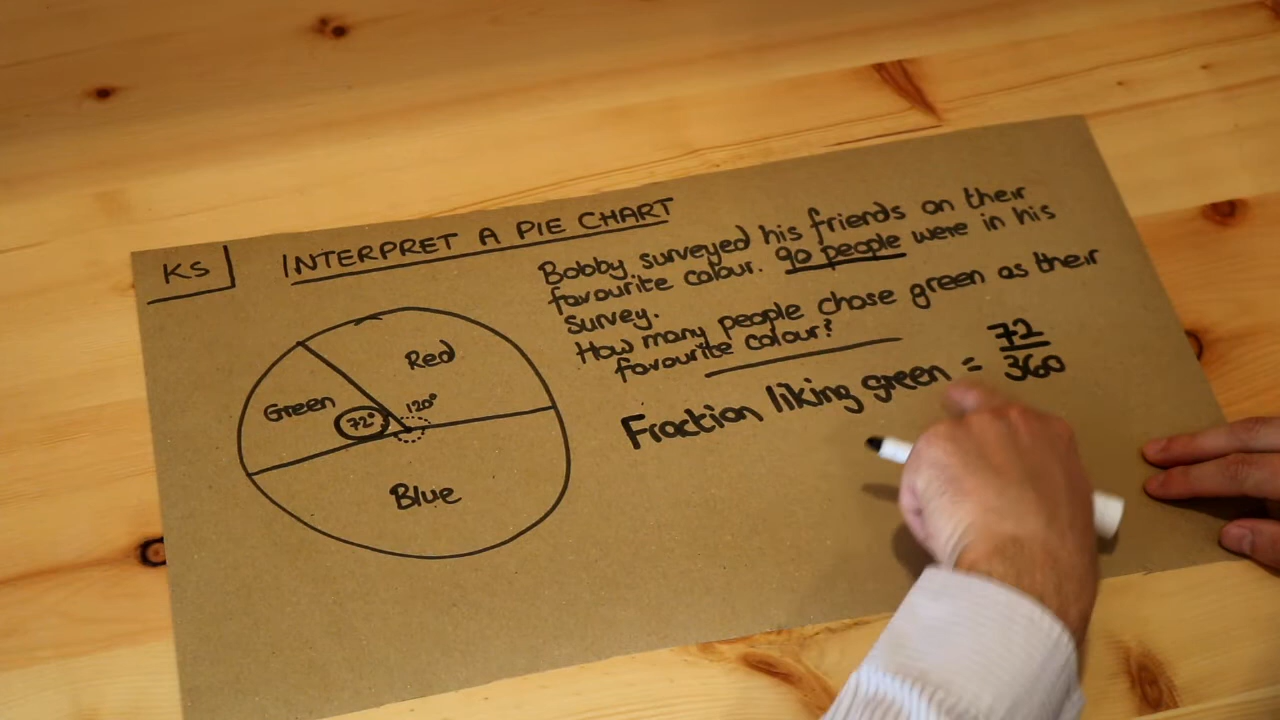 KS
INTERPRET A PIE CHART
Bobby surveyed his friends on their
favourite colour. 90 people were in his
survey.
How many people chose green as their
favourite colour?
Fraction liking green = 72/360
Red
Green
72°
120°
Blue